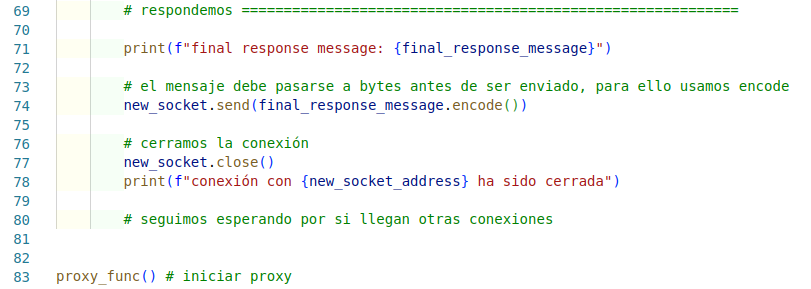 69 # respondemos ===========================================================
70
71 print(f"final response message: {final_response_message}")
72
73 # el mensaje debe pasarse a bytes antes de ser enviado, para ello usamos encode
74 new_socket.send(final_response_message.encode())
75
76 # cerramos la conexión
77 new_socket.close()
78 print(f"conexión con {new_socket_address} ha sido cerrada")
79
80 # seguimos esperando por si llegan otras conexiones
81
82
83 proxy_func() # iniciar proxy